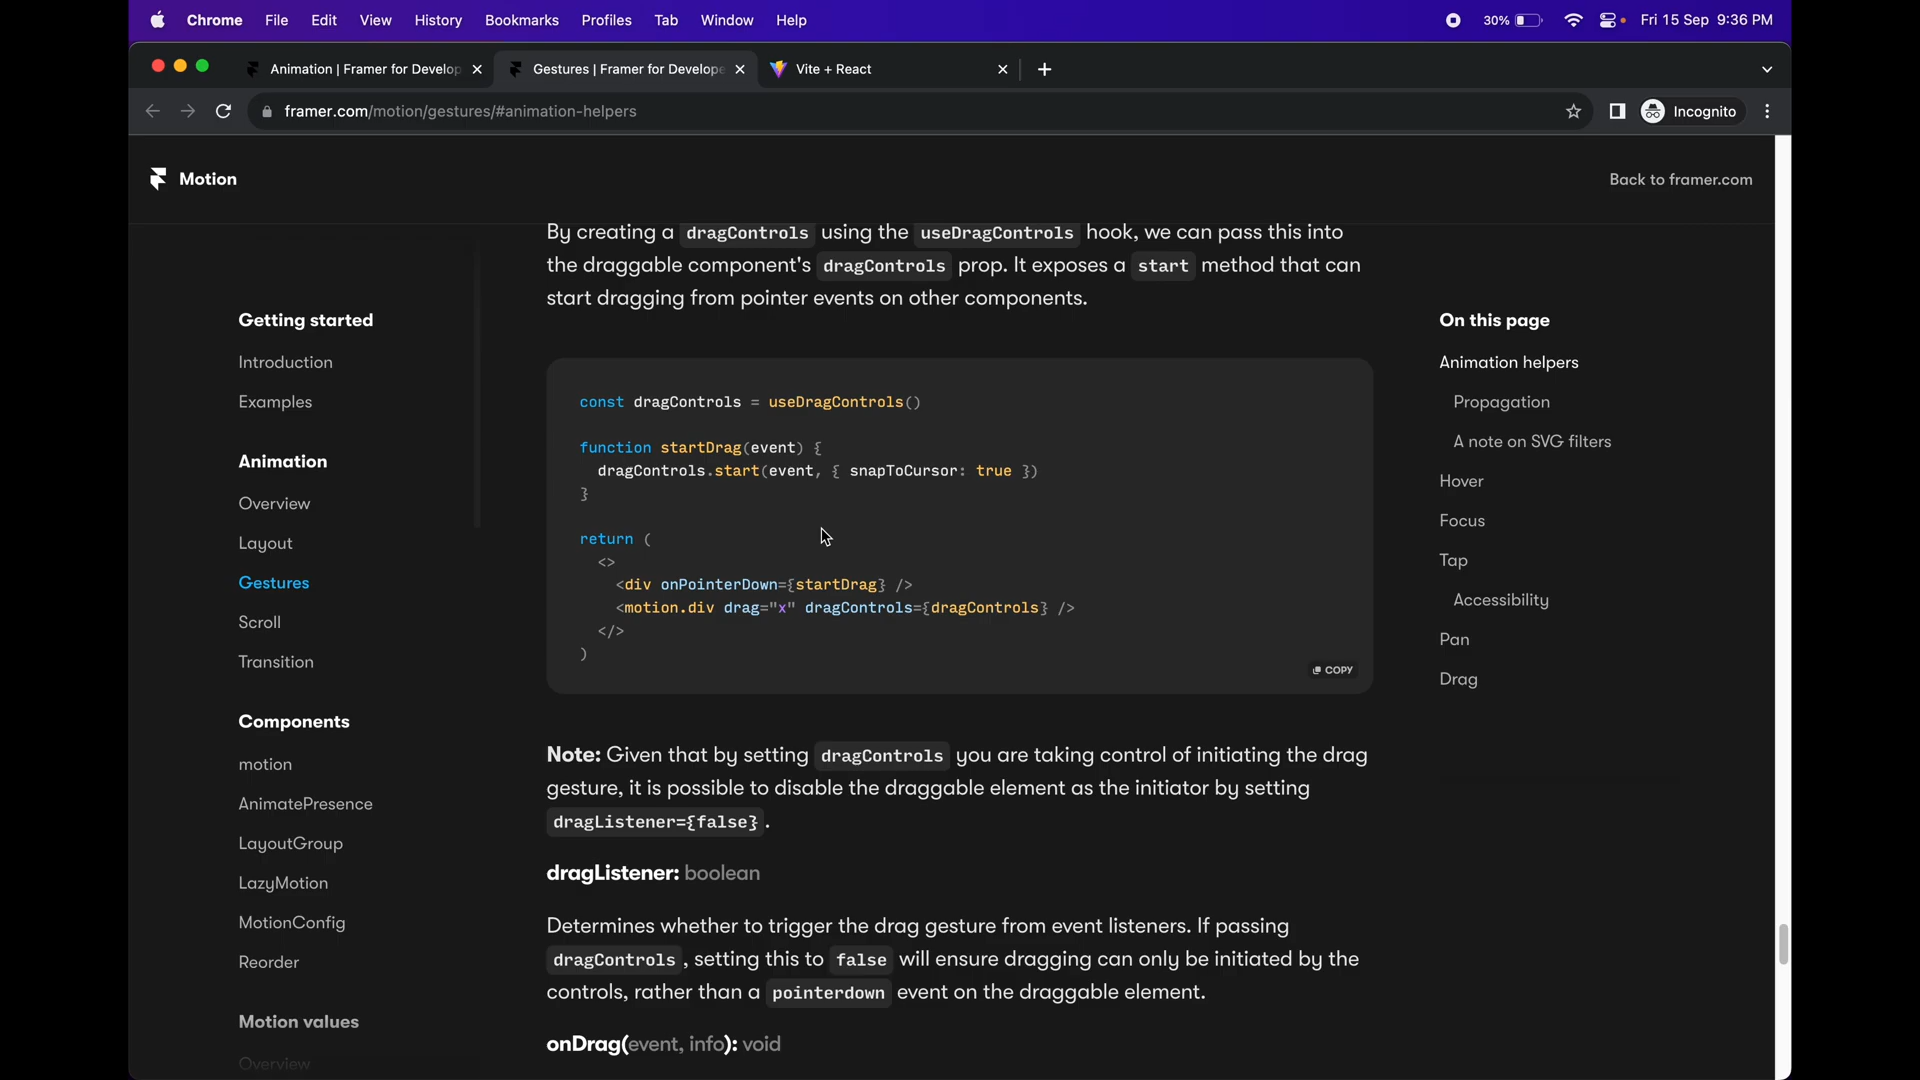 Chrome File Edit View History Bookmarks Profiles Tab Window Help 30% Fri 15 Sep 9:36 PM
Animation | Framer for Develop Gestures | Framer for Develope Vite + React
framer.com/motion/gestures/#animation-helpers Incognito
Motion Back to framer.com
Getting started
Introduction
Examples
Animation
Overview
Layout
Gestures
Scroll
Transition
Components
motion
AnimatePresence
LayoutGroup
LazyMotion
MotionConfig
Reorder
Motion values
Overview
By creating a dragControls using the useDragControls hook, we can pass this into
the draggable component's dragControls prop. It exposes a start method that can
start dragging from pointer events on other components.
const dragControls = useDragControls()
function startDrag(event) {
dragControls.start(event, { snapToCursor: true })
}
return (
<>
<div onPointerDown={startDrag} />
<motion.div drag="x" dragControls={dragControls} />
</>
)
COPY
Note: Given that by setting dragControls you are taking control of initiating the drag
gesture, it is possible to disable the draggable element as the initiator by setting
dragListener={false}.
dragListener: boolean
Determines whether to trigger the drag gesture from event listeners. If passing
dragControls, setting this to false will ensure dragging can only be initiated by the
controls, rather than a pointerdown event on the draggable element.
onDrag(event, info): void
On this page
Animation helpers
Propagation
A note on SVG filters
Hover
Focus
Tap
Accessibility
Pan
Drag